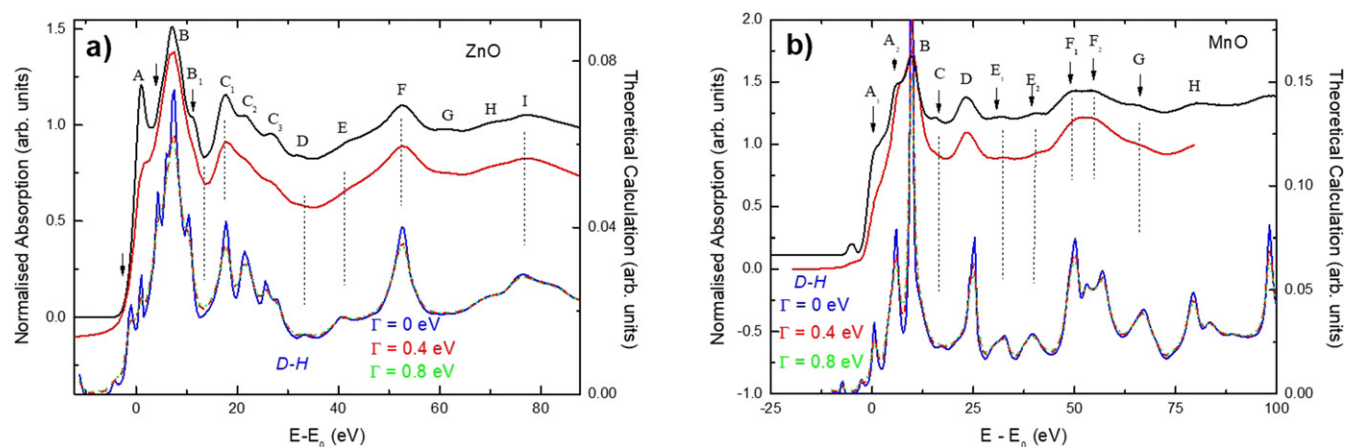 a)
ZnO
A
B
B₁
C₁
C₂
C₃
D
E
F
G
H
I
D-H
Γ = 0 eV
Γ = 0.4 eV
Γ = 0.8 eV
Normalised Absorption (arb. units)
1.5
1.0
0.5
0.0
Theoretical Calculation (arb. units)
0.08
0.04
0.00
0 20 40 60 80
E-E₀ (eV)
b)
MnO
A₁
A₂
B
C
D
E₁
E₂
F₁
F₂
G
H
D-H
Γ = 0 eV
Γ = 0.4 eV
Γ = 0.8 eV
Normalised Absorption (arb. units)
2.0
1.5
1.0
0.5
0.0
-0.5
-1.0
Theoretical Calculation (arb. units)
0.15
0.10
0.05
0.00
-25 0 25 50 75 100
E - E₀ (eV)